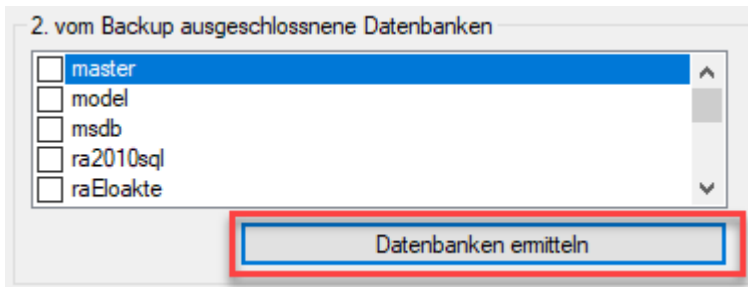 2. vom Backup ausgeschlossnene Datenbanken
master
model
msdb
ra2010sql
raEloakte
Datenbanken ermitteln